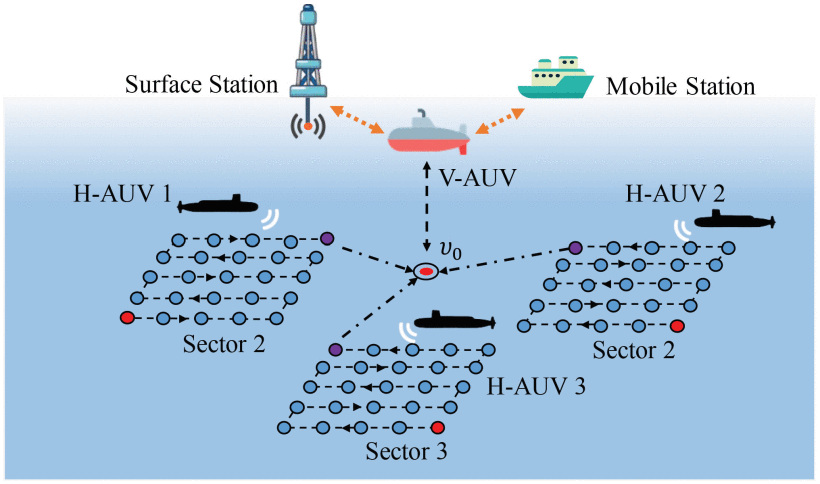 Surface Station
Mobile Station
V-AUV
H-AUV 1
H-AUV 2
υ0
Sector 2
Sector 2
H-AUV 3
Sector 3